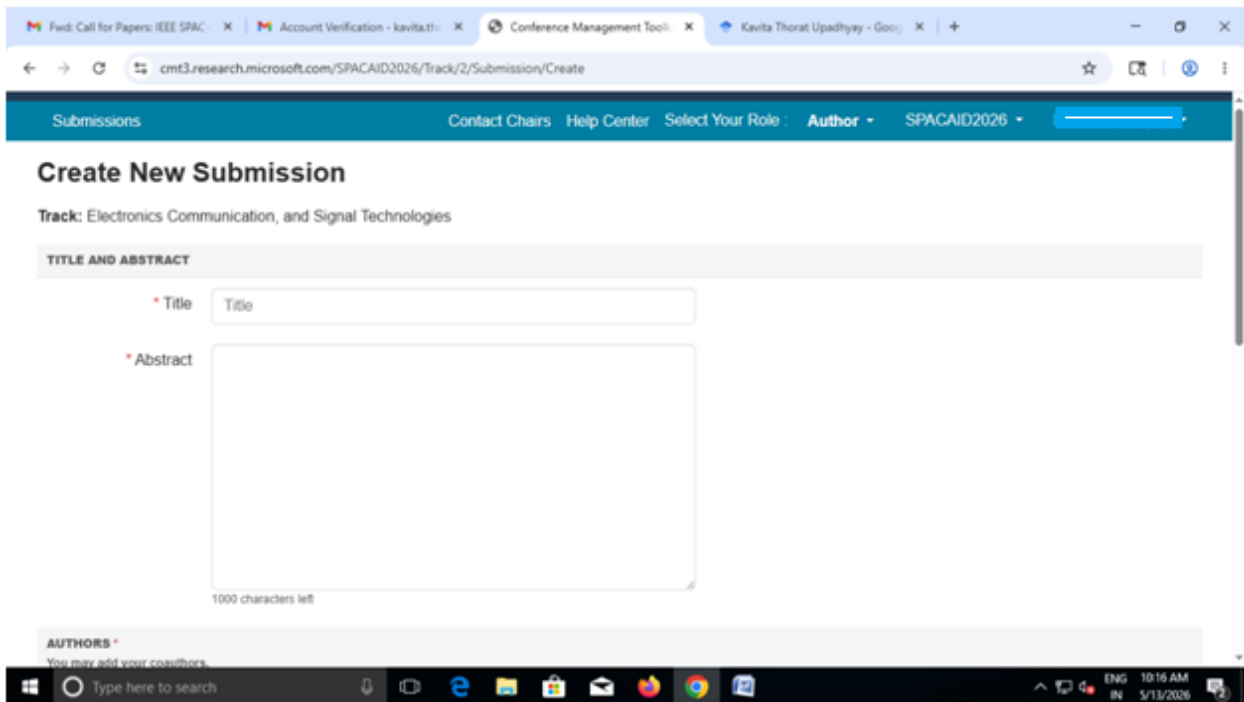 Fwd: Call for Papers: IEEE SPAC-
Account Verification - kavita.th
Conference Management Toolk
Kavita Thorat Upadhyay - Goog
cmt3.research.microsoft.com/SPACAID2026/Track/2/Submission/Create
Submissions
Contact Chairs Help Center Select Your Role : Author SPACAID2026
Create New Submission
Track: Electronics Communication, and Signal Technologies
TITLE AND ABSTRACT
* Title
Title
* Abstract
1000 characters left
AUTHORS *
You may add your coauthors.
Type here to search
ENG 10:16 AM
IN 5/13/2026
2